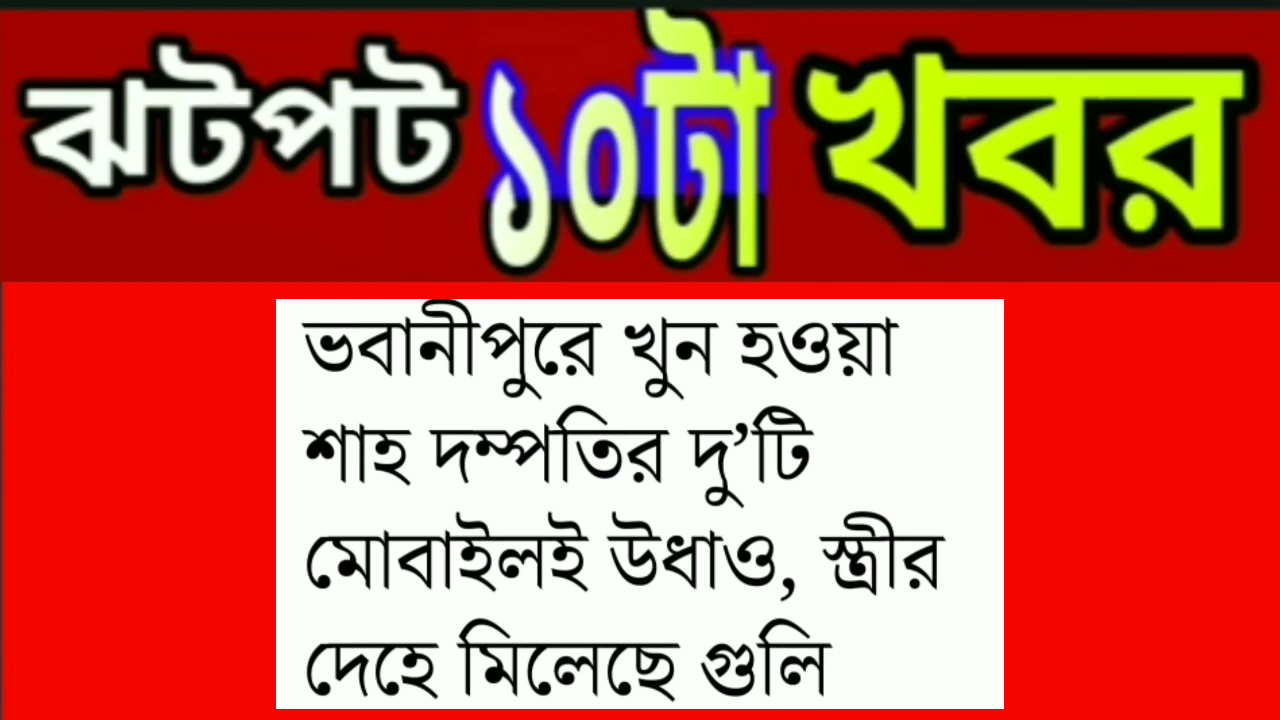 ঝটপট ১০টা খবর
ভবানীপুরে খুন হওয়া
শাহ দম্পতির দু’টি
মোবাইলই উধাও, স্ত্রীর
দেহে মিলেছে গুলি